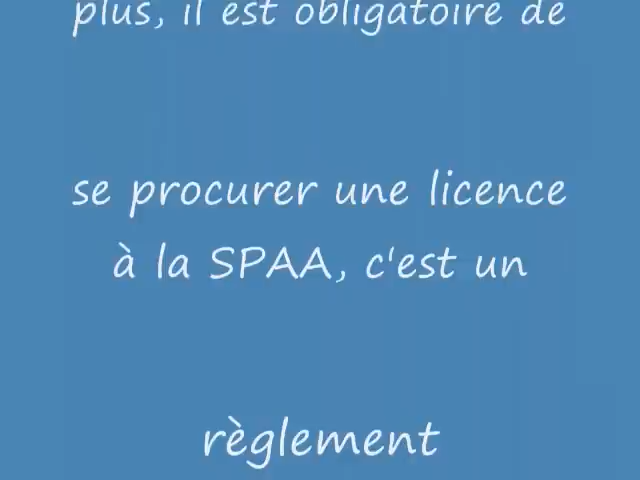 plus, il est obligatoire de
se procurer une licence
à la SPAA, c'est un
règlement